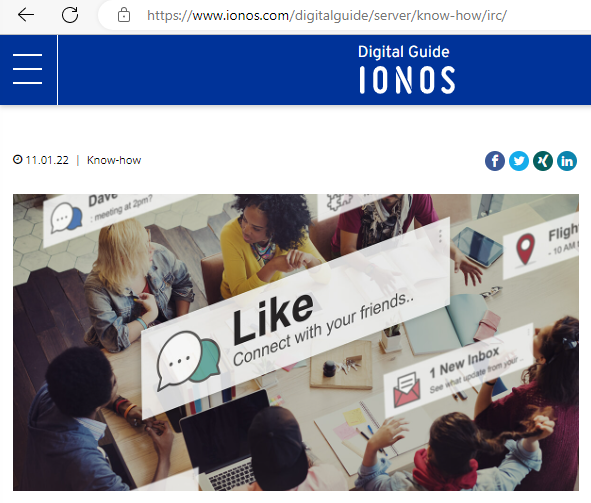 https://www.ionos.com/digitalguide/server/know-how/irc/
Digital Guide
IONOS
11.01.22 | Know-how
Dave
: meeting at 2pm?
Like
Connect with your friends..
Flight
- 10 AM
1 New Inbox
See what update from your ..